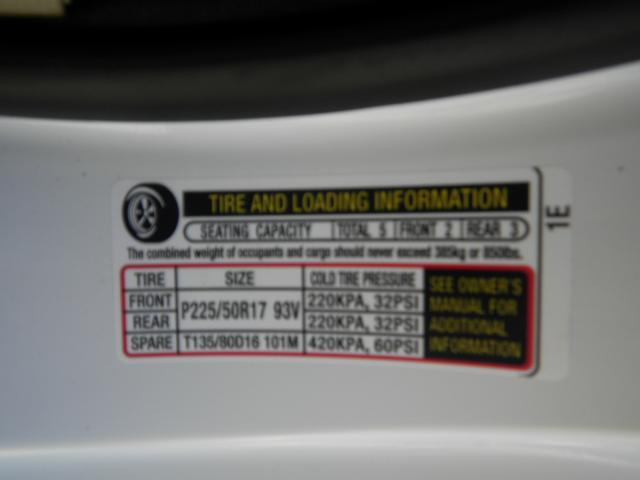 TIRE AND LOADING INFORMATION
SEATING CAPACITY TOTAL 5 FRONT 2 REAR 3
The combined weight of occupants and cargo should never exceed 385kg or 850lbs.
TIRE SIZE COLD TIRE PRESSURE
FRONT P225/50R17 93V 220KPA, 32PSI
REAR 220KPA, 32PSI
SPARE T135/80D16 101M 420KPA, 60PSI
SEE OWNER'S
MANUAL FOR
ADDITIONAL
INFORMATION
1E